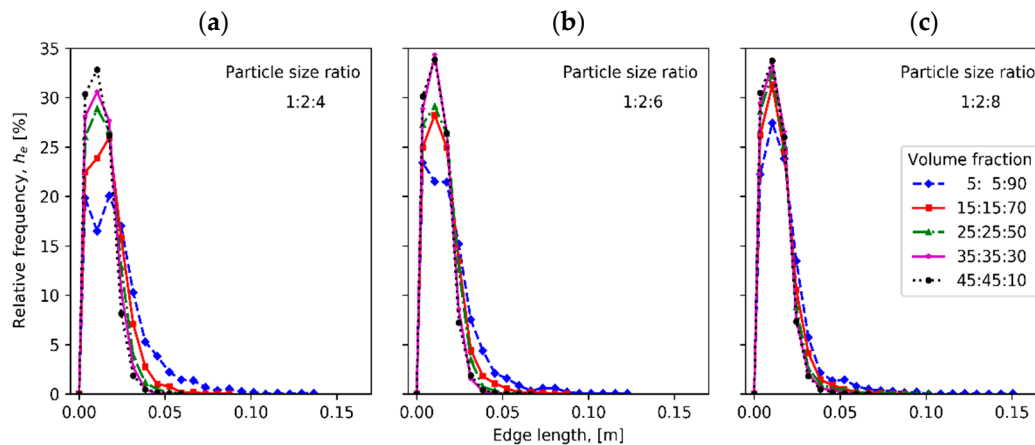 (a) (b) (c)
Relative frequency, h_e [%]
35
30
25
20
15
10
5
0
Particle size ratio
1:2:4
Particle size ratio
1:2:6
Particle size ratio
1:2:8
Volume fraction
5: 5:90
15:15:70
25:25:50
35:35:30
45:45:10
0.00 0.05 0.10 0.15 0.00 0.05 0.10 0.15 0.00 0.05 0.10 0.15
Edge length, [m]